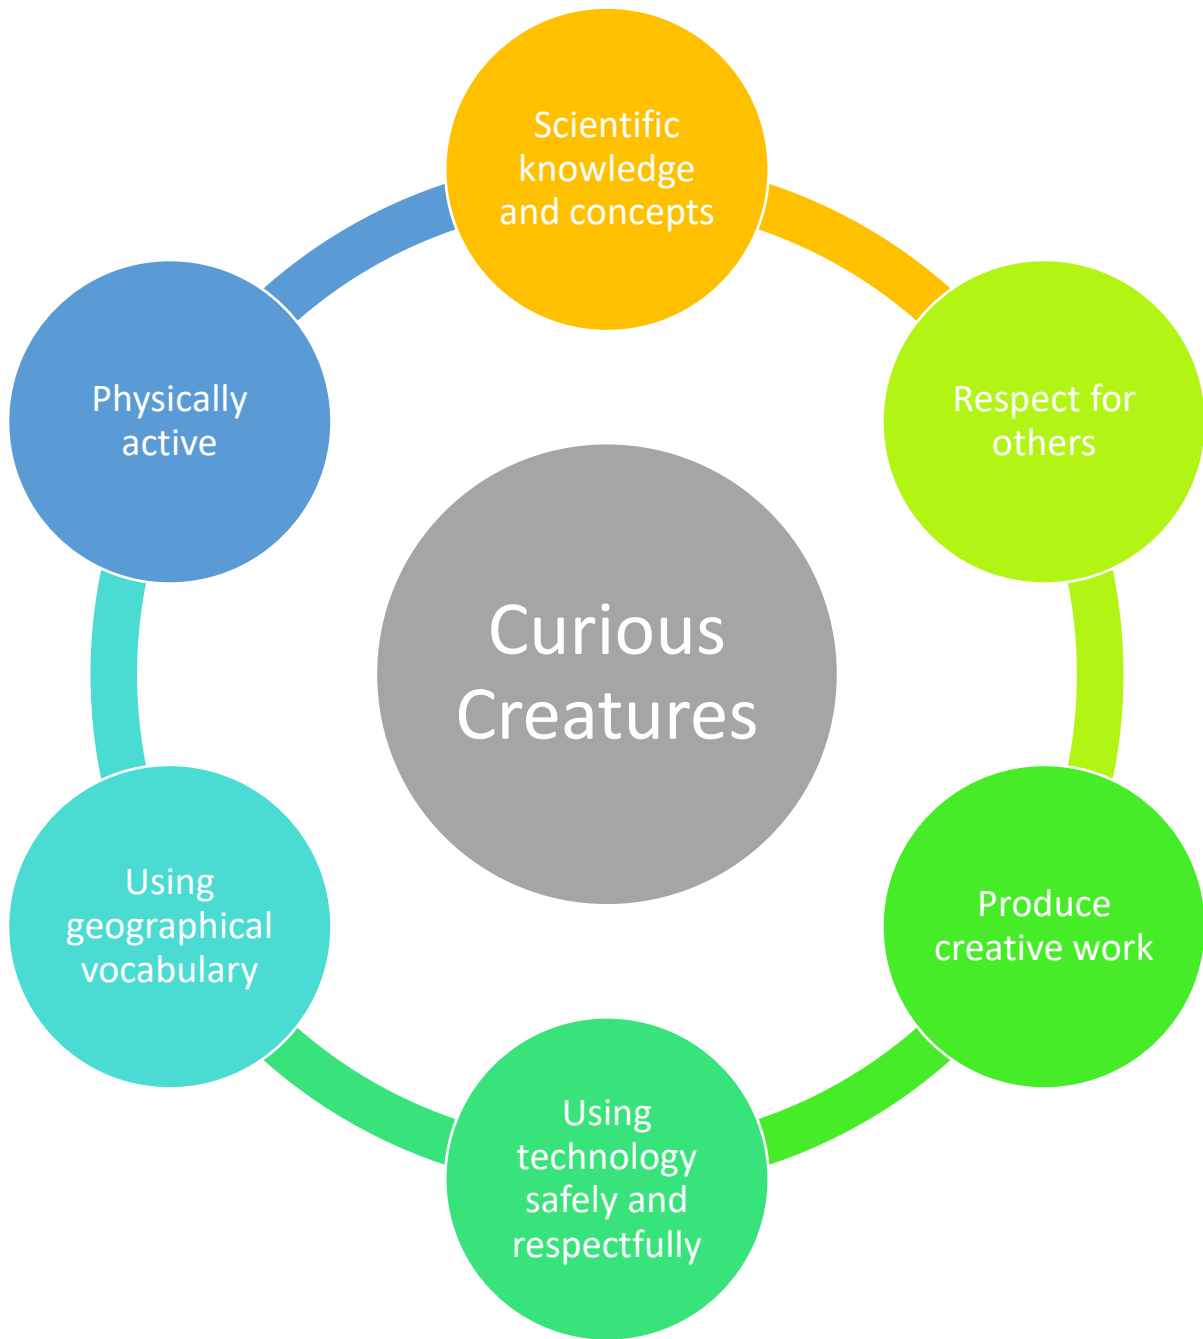 Scientific
knowledge
and concepts
Respect for
others
Produce
creative work
Using
technology
safely and
respectfully
Using
geographical
vocabulary
Physically
active
Curious
Creatures